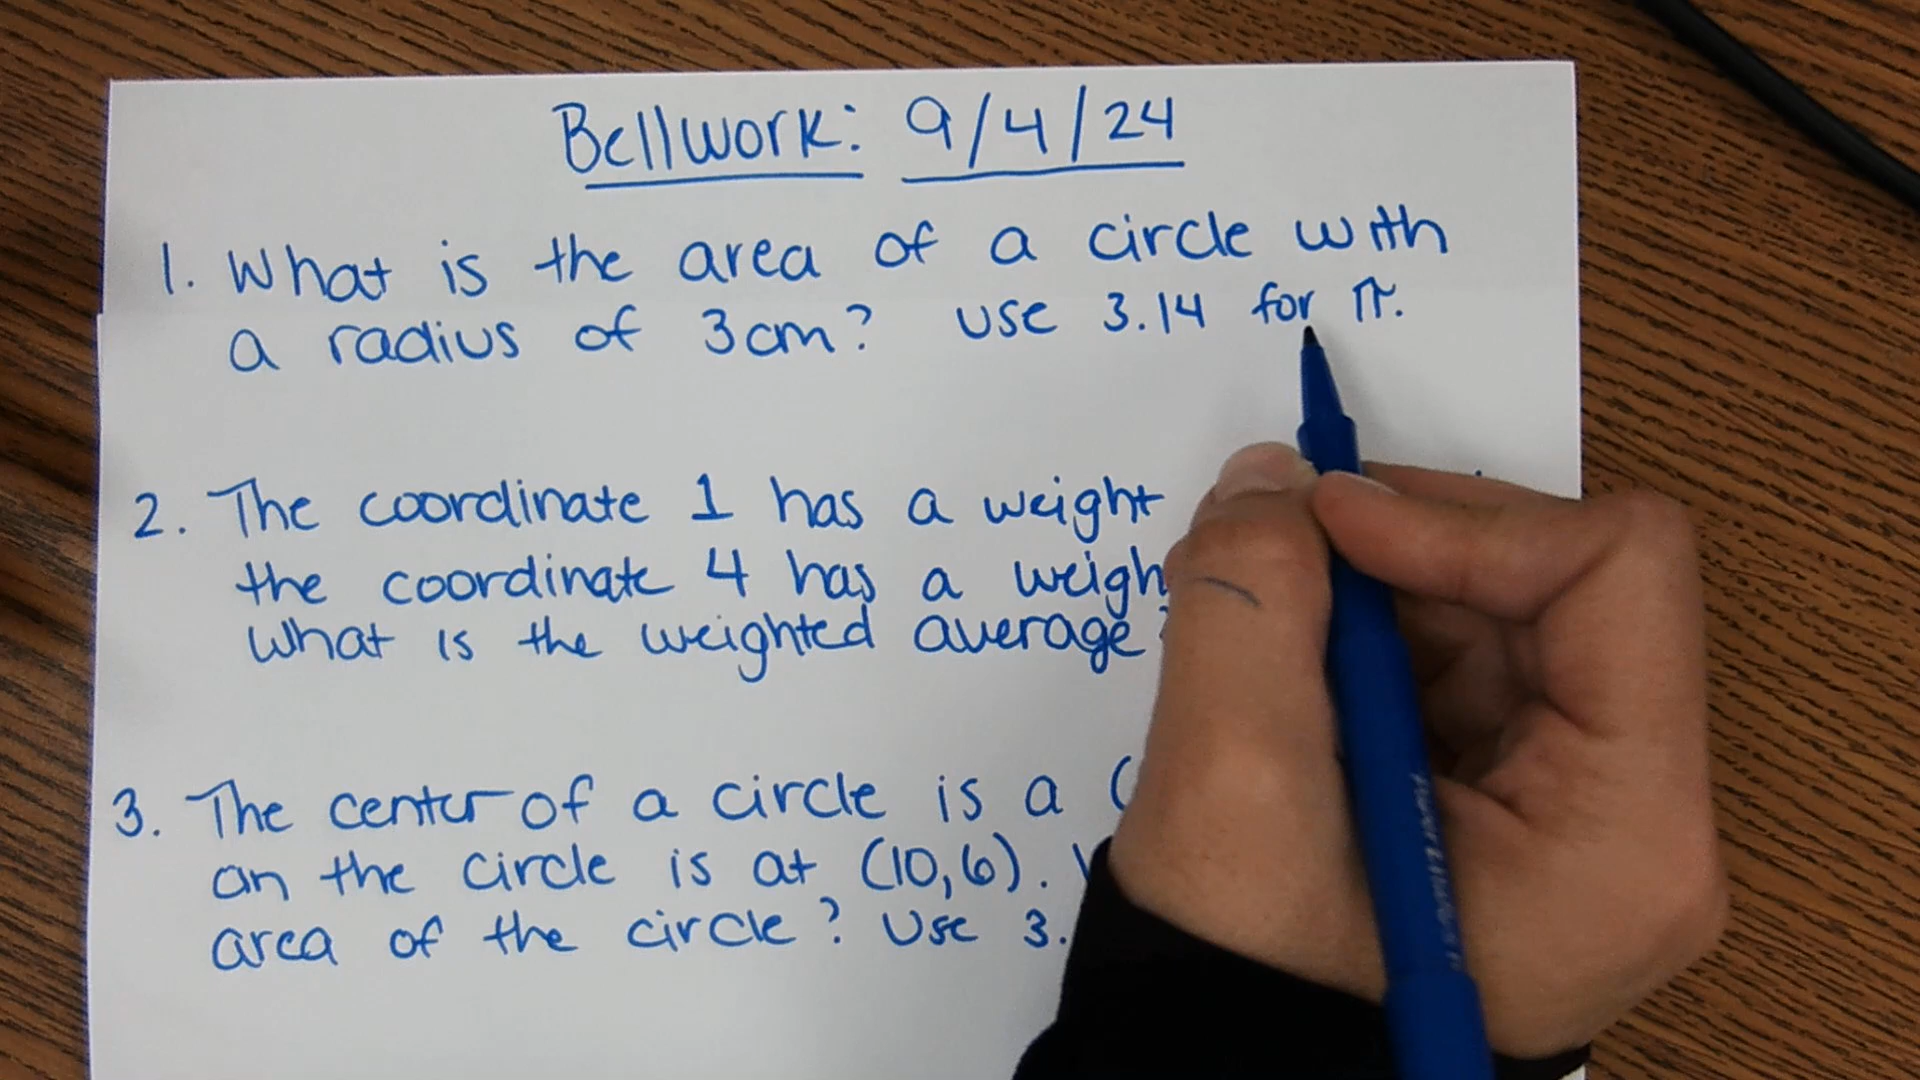 Bellwork: 9/4/24
1. What is the area of a circle with
a radius of 3cm? Use 3.14 for π.
2. The coordinate 1 has a weight
the coordinate 4 has a
What is the weighted average
3. The center of a circle is a (
on the circle is at (10,6).
area of the circle? Use 3.